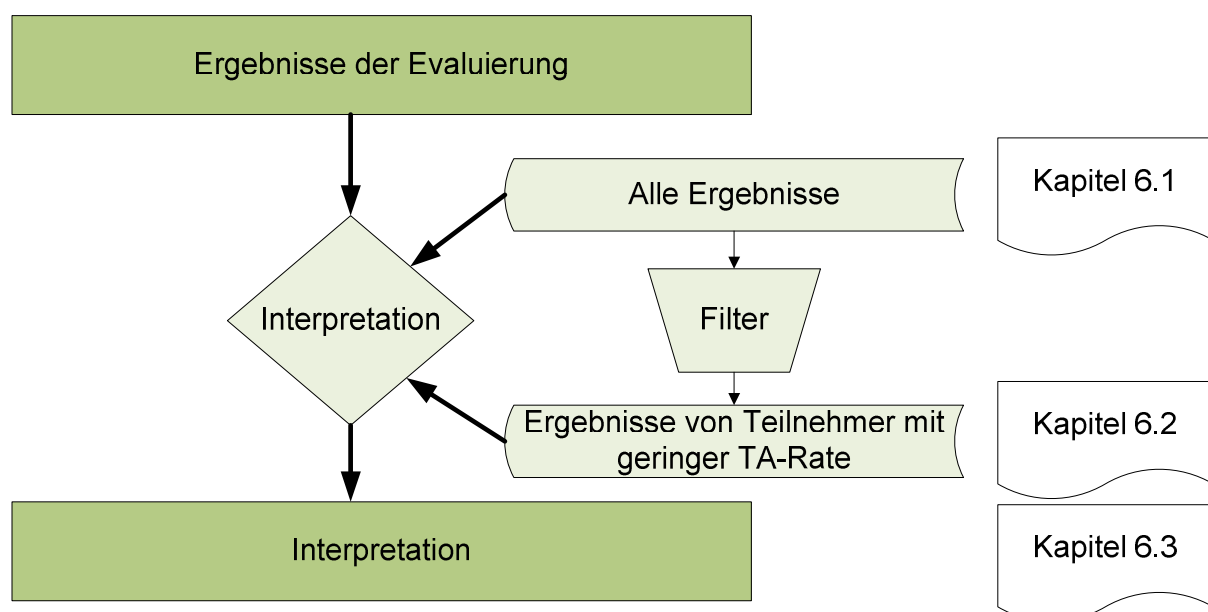 Ergebnisse der Evaluierung
Alle Ergebnisse
Kapitel 6.1
Interpretation
Filter
Ergebnisse von Teilnehmer mit
geringer TA-Rate
Kapitel 6.2
Interpretation
Kapitel 6.3